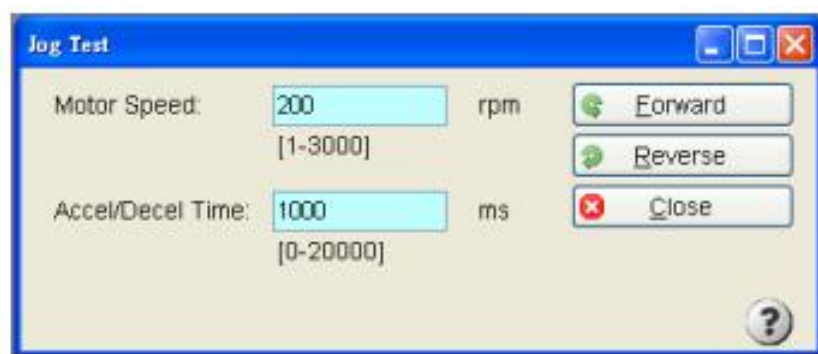 Jog Test
Motor Speed: 200 rpm Forward
[1-3000]
Reverse
Accel/Decel Time: 1000 ms Close
[0-20000]
?